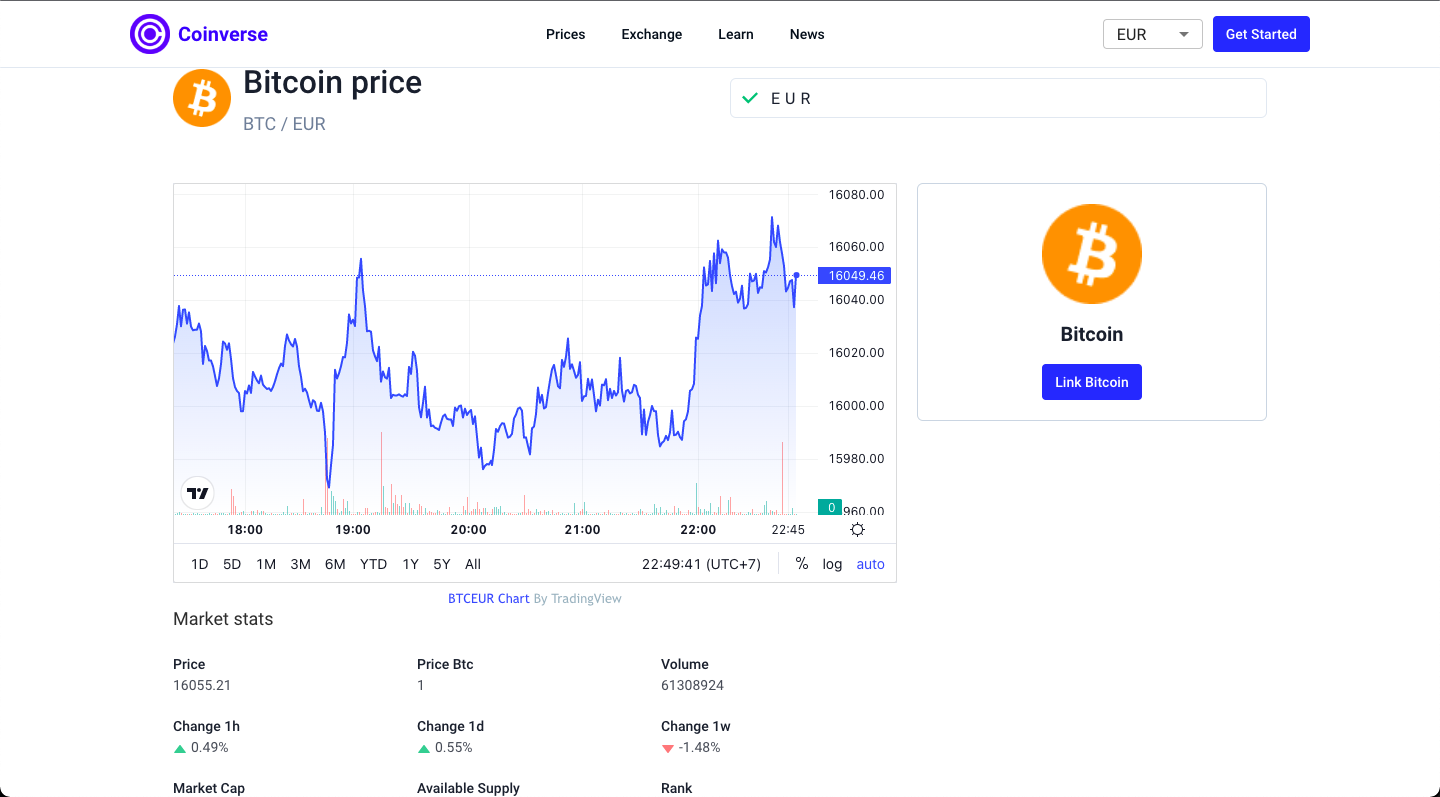 Coinverse
Prices Exchange Learn News
EUR
Get Started
Bitcoin price
BTC / EUR
E U R
16080.00
16060.00
16049.46
16040.00
16020.00
16000.00
15980.00
0
960.00
18:00 19:00 20:00 21:00 22:00 22:45
1D 5D 1M 3M 6M YTD 1Y 5Y All
22:49:41 (UTC+7) % log auto
BTCEUR Chart By TradingView
Bitcoin
Link Bitcoin
Market stats
Price Price Btc Volume
16055.21 1 61308924
Change 1h Change 1d Change 1w
0.49% 0.55% -1.48%
Market Cap Available Supply Rank